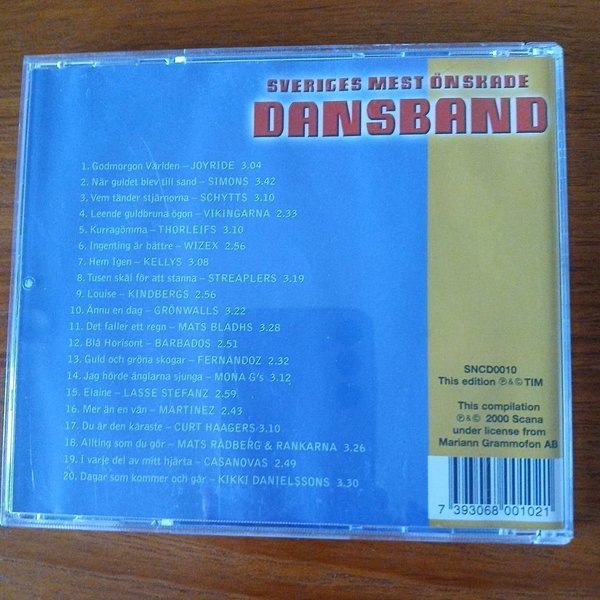 SVERIGES MEST ÖNSKADE
DANSBAND
1. Godmorgon Världen – JOYRIDE 3.04
2. När guldet blev till sand – SIMONS 3.42
3. Vem tänder stjärnorna – SCHYTTS 3.10
4. Leende guldbruna ögon – VIKINGARNA 2.33
5. Kurragömma – THORLEIFS 3.10
6. Ingenting är bättre – WIZEX 2.56
7. Hem Igen – KELLYS 3.08
8. Tusen skäl för att stanna – STREAPLERS 3.19
9. Louise – KINDBERGS 2.56
10. Ännu en dag – GRÖNWALLS 3.22
11. Det faller ett regn – MATS BLADHS 3.28
12. Blå Horisont – BARBADOS 2.51
13. Guld och gröna skogar – FERNANDOZ 2.32
14. Jag hörde änglarna sjunga – MONA G's 3.12
15. Elaine – LASSE STEFANZ 2.59
16. Mer än en vän – MARTINEZ 2.43
17. Du är den käraste – CURT HAAGERS 3.10
18. Allting som du gör – MATS RÅDBERG & RANKARNA 3.26
19. I varje del av mitt hjärta – CASANOVAS 2.49
20. Dagar som kommer och går – KIKKI DANIELSSONS 3.30
SNCD0010
This edition ℗ & © TIM
This compilation
℗ & © 2000 Scana
under license from
Mariann Grammofon AB
7 393068 001021